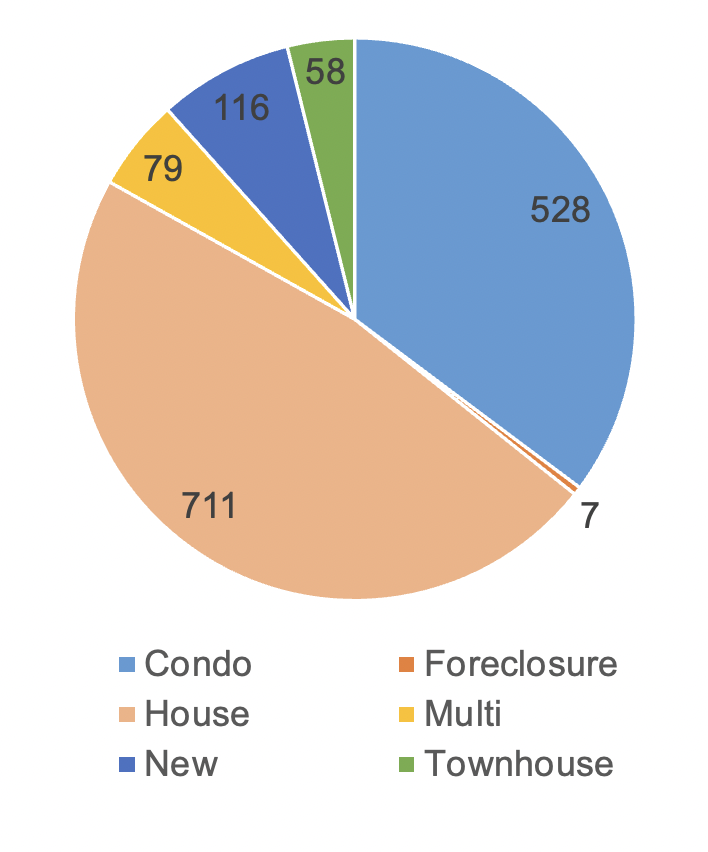 58
116
79
528
711
7
Condo
Foreclosure
House
Multi
New
Townhouse